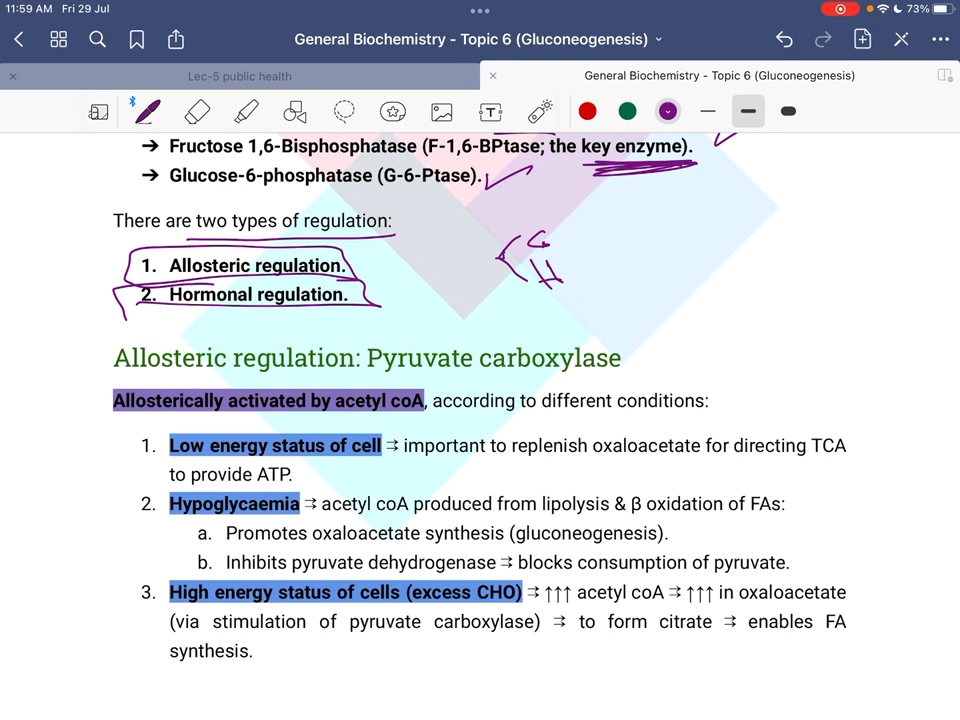 11:59 AM Fri 29 Jul
73%
General Biochemistry - Topic 6 (Gluconeogenesis)
Lec-5 public health
General Biochemistry - Topic 6 (Gluconeogenesis)
→ Fructose 1,6-Bisphosphatase (F-1,6-BPtase; the key enzyme).
→ Glucose-6-phosphatase (G-6-Ptase).
There are two types of regulation:
1. Allosteric regulation.
2. Hormonal regulation.
G
H
Allosteric regulation: Pyruvate carboxylase
Allosterically activated by acetyl coA, according to different conditions:
1. Low energy status of cell ⇉ important to replenish oxaloacetate for directing TCA
to provide ATP.
2. Hypoglycaemia ⇉ acetyl coA produced from lipolysis & β oxidation of FAs:
a. Promotes oxaloacetate synthesis (gluconeogenesis).
b. Inhibits pyruvate dehydrogenase ⇉ blocks consumption of pyruvate.
3. High energy status of cells (excess CHO) ⇉ ↑↑↑ acetyl coA ⇉ ↑↑↑ in oxaloacetate
(via stimulation of pyruvate carboxylase) ⇉ to form citrate ⇉ enables FA
synthesis.